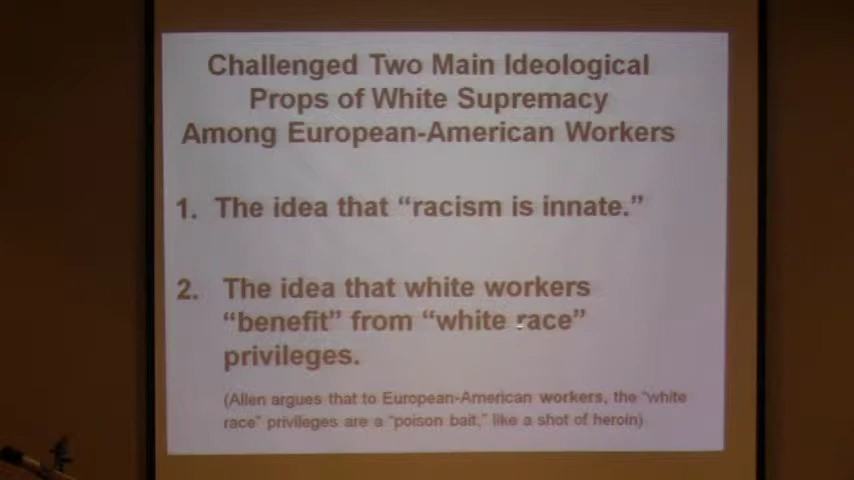 Challenged Two Main Ideological
Props of White Supremacy
Among European-American Workers
1. The idea that “racism is innate.”
2. The idea that white workers
“benefit” from “white race”
privileges.
(Allen argues that to European-American workers, the “white
race” privileges are a “poison bait,” like a shot of heroin)